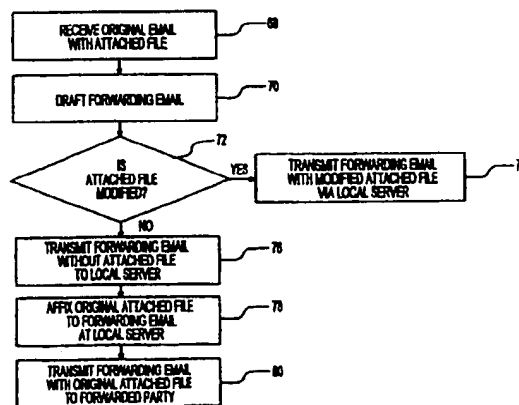 RECEIVE ORIGINAL EMAIL
WITH ATTACHED FILE
68
DRAFT FORWARDING EMAIL
70
72
IS
ATTACHED FILE
MODIFIED?
YES
TRANSMIT FORWARDING EMAIL
WITH MODIFIED ATTACHED FILE
VIA LOCAL SERVER
NO
TRANSMIT FORWARDING EMAIL
WITHOUT ATTACHED FILE
TO LOCAL SERVER
76
AFFIX ORIGINAL ATTACHED FILE
TO FORWARDING EMAIL
AT LOCAL SERVER
78
TRANSMIT FORWARDING EMAIL
WITH ORIGINAL ATTACHED FILE
TO FORWARDED PARTY
80